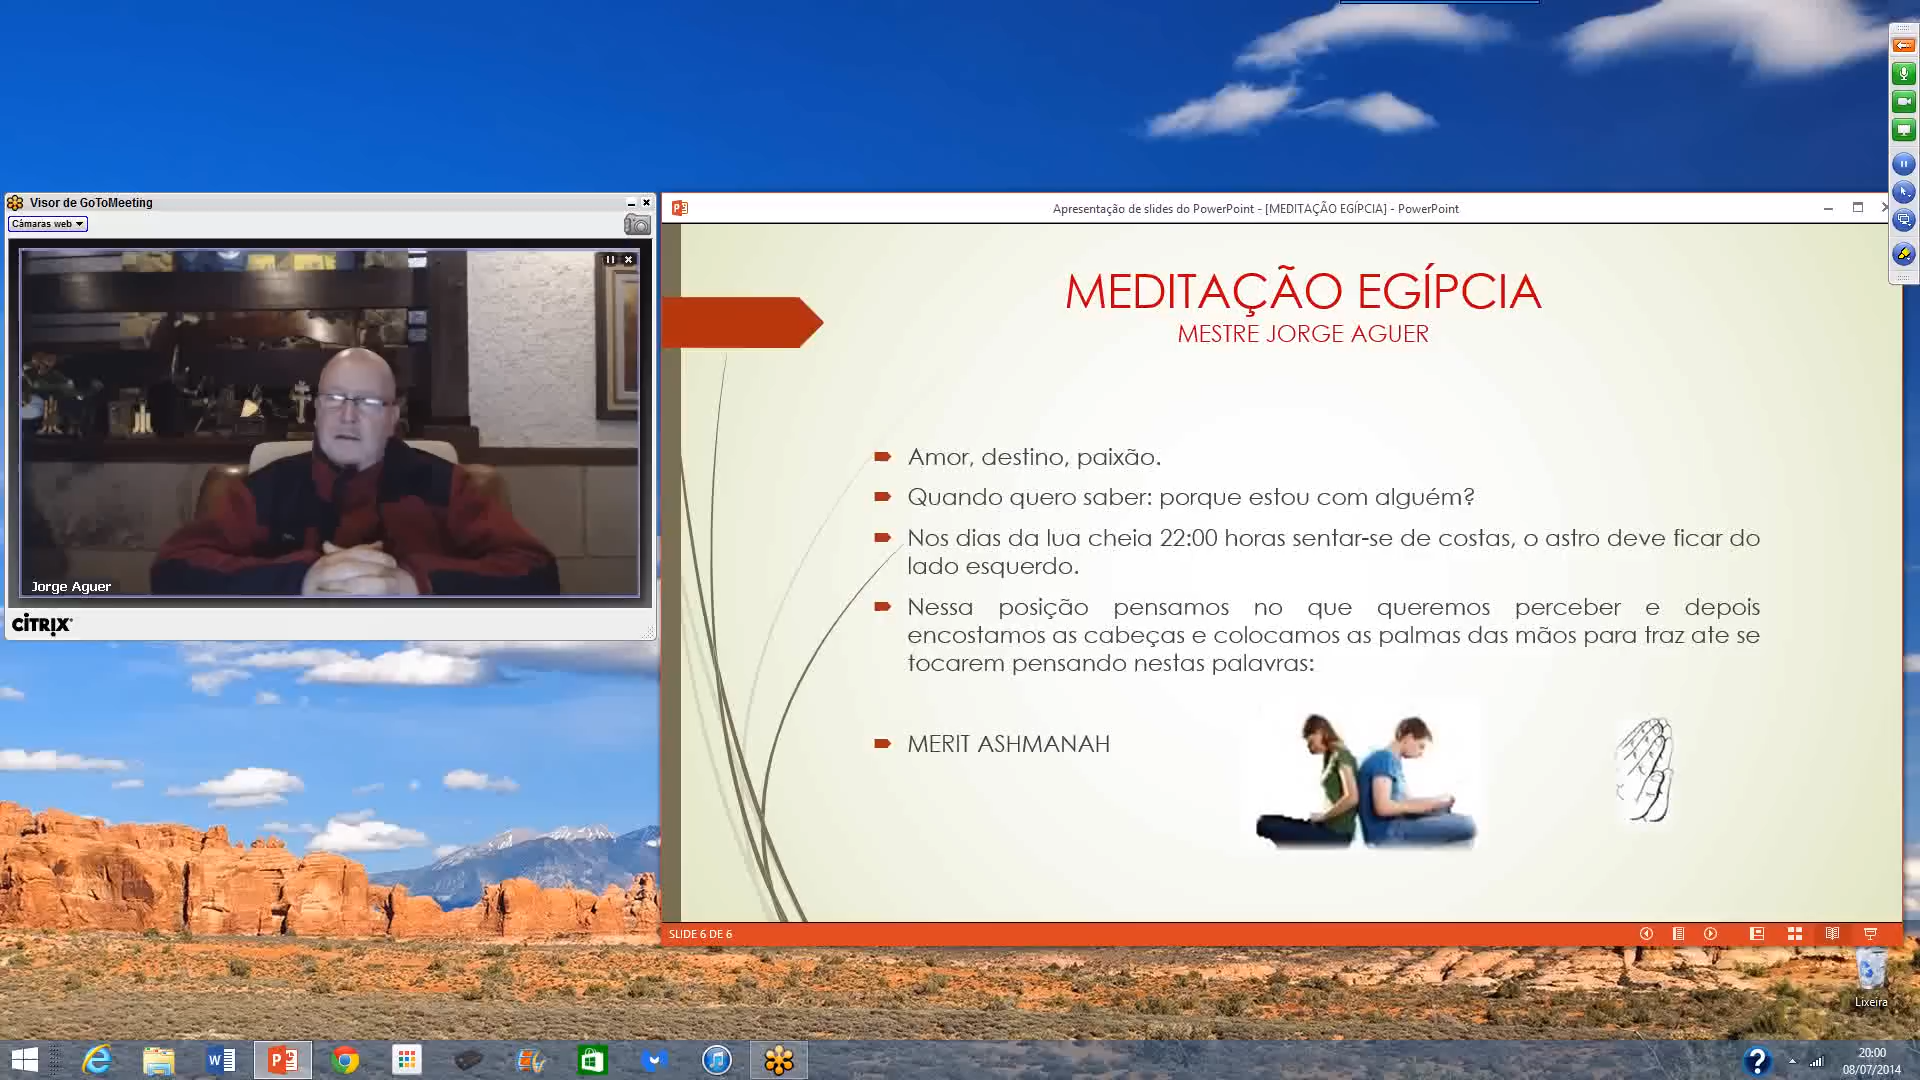 Visor de GoToMeeting
Câmaras web
Jorge Aguer
CITRIX
Apresentação de slides do PowerPoint - [MEDITAÇÃO EGÍPCIA] - PowerPoint
MEDITAÇÃO EGÍPCIA
MESTRE JORGE AGUER
Amor, destino, paixão.
Quando quero saber: porque estou com alguém?
Nos dias da lua cheia 22:00 horas sentar-se de costas, o astro deve ficar do
lado esquerdo.
Nessa posição pensamos no que queremos perceber e depois
encostamos as cabeças e colocamos as palmas das mãos para traz ate se
tocarem pensando nestas palavras:
MERIT ASHMANAH
SLIDE 6 DE 6
Lixeira
20:00
08/07/2014